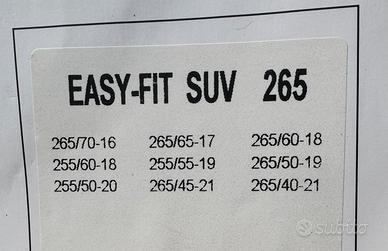 EASY-FIT SUV 265
265/70-16 265/65-17 265/60-18
255/60-18 255/55-19 265/50-19
255/50-20 265/45-21 265/40-21
subito